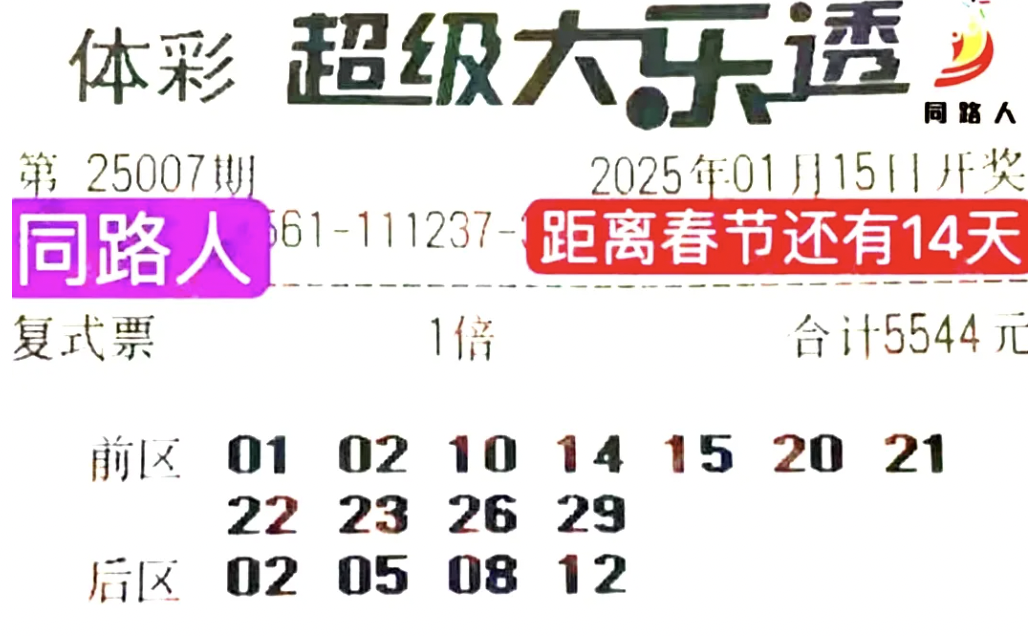 体彩 超级大乐透
同路人
第 25007期 2025年01月15日开奖
同路人 561-111237- 距离春节还有14天
复式票 1倍 合计5544元
前区 01 02 10 14 15 20 21
22 23 26 29
后区 02 05 08 12